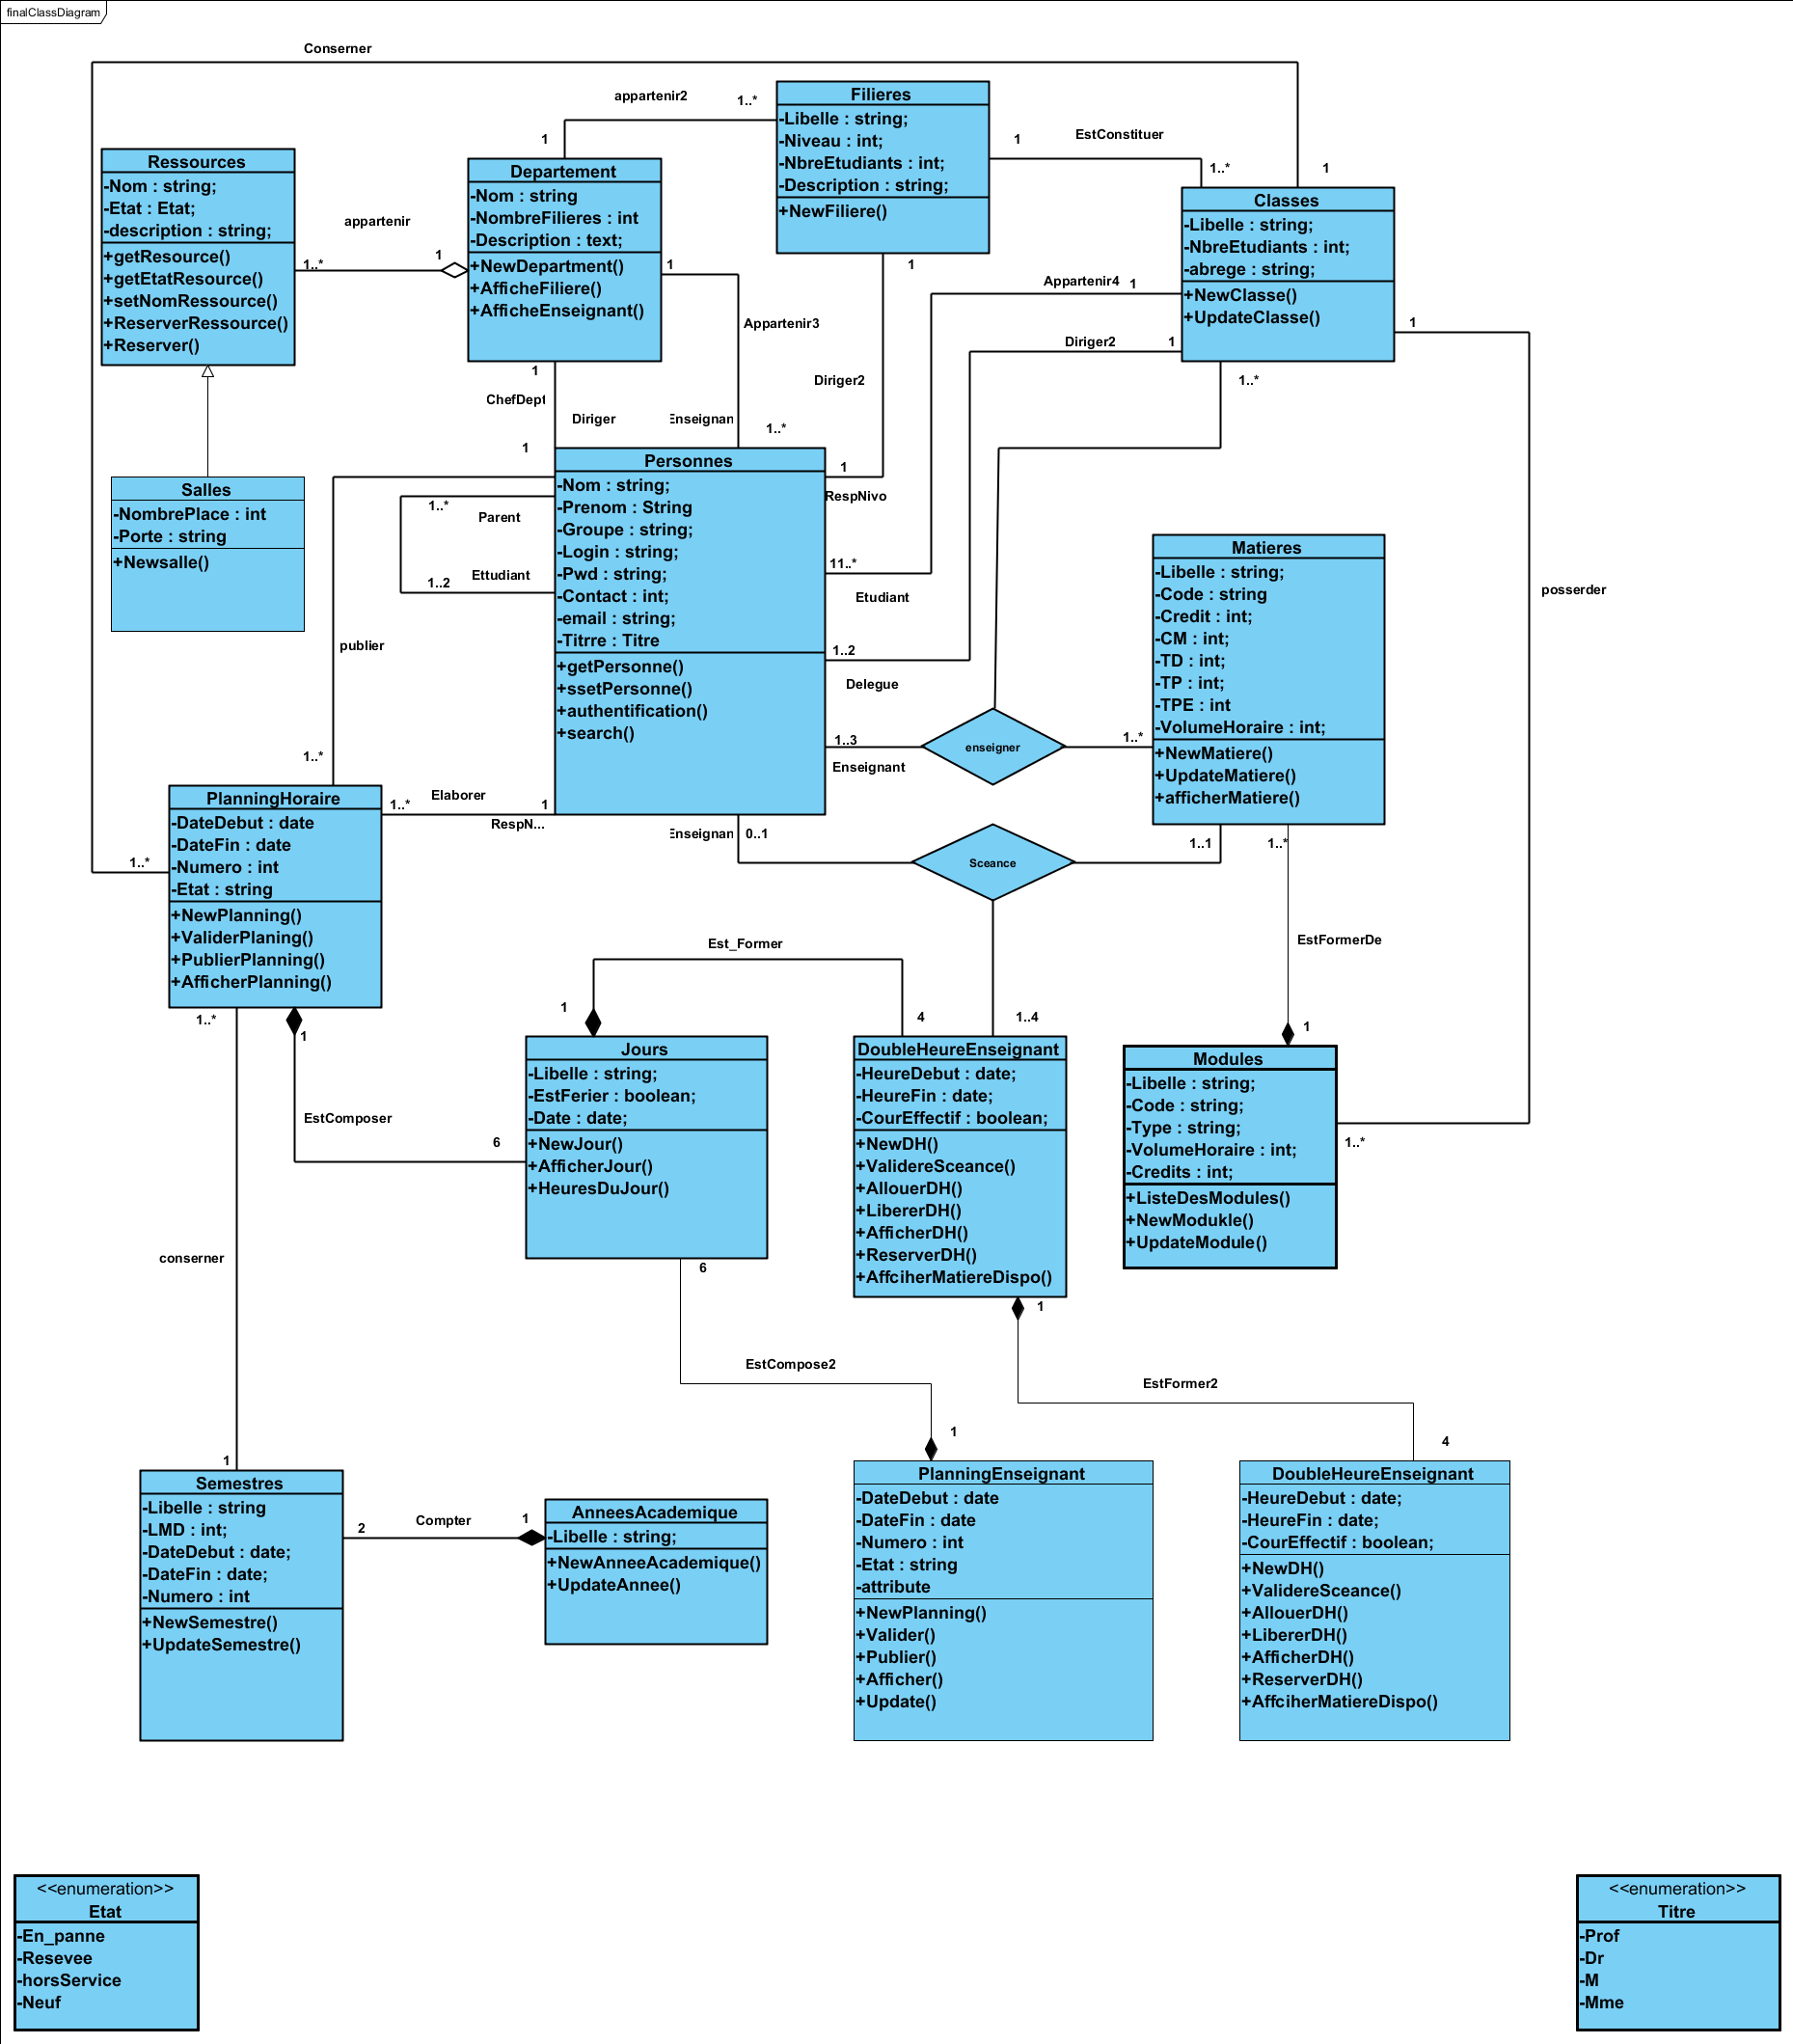 finalClassDiagram
Conserner
appartenir2
1..*
1
Filieres
-Libelle : string;
-Niveau : int;
-NbreEtudiants : int;
-Description : string;
+NewFiliere()
1
EstConstituer
1..*
1
Ressources
-Nom : string;
-Etat : Etat;
-description : string;
+getResource()
+getEtatResource()
+setNomRessource()
+ReserverRessource()
+Reserver()
appartenir
1..*
1
Departement
-Nom : string
-NombreFilieres : int
-Description : text;
+NewDepartment()
+AfficheFiliere()
+AfficheEnseignant()
1
Appartenir3
1
Classes
-Libelle : string;
-NbreEtudiants : int;
-abrege : string;
+NewClasse()
+UpdateClasse()
Appartenir4
1
Diriger2
1
1
1..*
1
ChefDept
Diriger
Enseignan
1..*
Diriger2
1
1
RespNivo
Salles
-NombrePlace : int
-Porte : string
+Newsalle()
Personnes
-Nom : string;
-Prenom : String
-Groupe : string;
-Login : string;
-Pwd : string;
-Contact : int;
-email : string;
-Titrre : Titre
+getPersonne()
+ssetPersonne()
+authentification()
+search()
1..*
Parent
Ettudiant
1..2
publier
1..*
11..*
Etudiant
1..2
Delegue
1..3
Enseignant
enseigner
1..*
Matieres
-Libelle : string;
-Code : string
-Credit : int;
-CM : int;
-TD : int;
-TP : int;
-TPE : int
-VolumeHoraire : int;
+NewMatiere()
+UpdateMatiere()
+afficherMatiere()
posserder
PlanningHoraire
-DateDebut : date
-DateFin : date
-Numero : int
-Etat : string
+NewPlanning()
+ValiderPlaning()
+PublierPlanning()
+AfficherPlanning()
1..*
1..*
Elaborer
1
RespN...
Enseignan
0..1
Sceance
1..1
1..*
EstFormerDe
1
Est_Former
1
4
1..4
1..*
1
EstComposer
6
Jours
-Libelle : string;
-EstFerier : boolean;
-Date : date;
+NewJour()
+AfficherJour()
+HeuresDuJour()
DoubleHeureEnseignant
-HeureDebut : date;
-HeureFin : date;
-CourEffectif : boolean;
+NewDH()
+ValidereSceance()
+AllouerDH()
+LibererDH()
+AfficherDH()
+ReserverDH()
+AffciherMatiereDispo()
Modules
-Libelle : string;
-Code : string;
-Type : string;
-VolumeHoraire : int;
-Credits : int;
+ListeDesModules()
+NewModukle()
+UpdateModule()
1..*
conserner
1
6
EstCompose2
1
1
EstFormer2
4
Semestres
-Libelle : string
-LMD : int;
-DateDebut : date;
-DateFin : date;
-Numero : int
+NewSemestre()
+UpdateSemestre()
2
Compter
1
AnneesAcademique
-Libelle : string;
+NewAnneeAcademique()
+UpdateAnnee()
PlanningEnseignant
-DateDebut : date
-DateFin : date
-Numero : int
-Etat : string
-attribute
+NewPlanning()
+Valider()
+Publier()
+Afficher()
+Update()
DoubleHeureEnseignant
-HeureDebut : date;
-HeureFin : date;
-CourEffectif : boolean;
+NewDH()
+ValidereSceance()
+AllouerDH()
+LibererDH()
+AfficherDH()
+ReserverDH()
+AffciherMatiereDispo()
<<enumeration>>
Etat
-En_panne
-Resevee
-horsService
-Neuf
<<enumeration>>
Titre
-Prof
-Dr
-M
-Mme